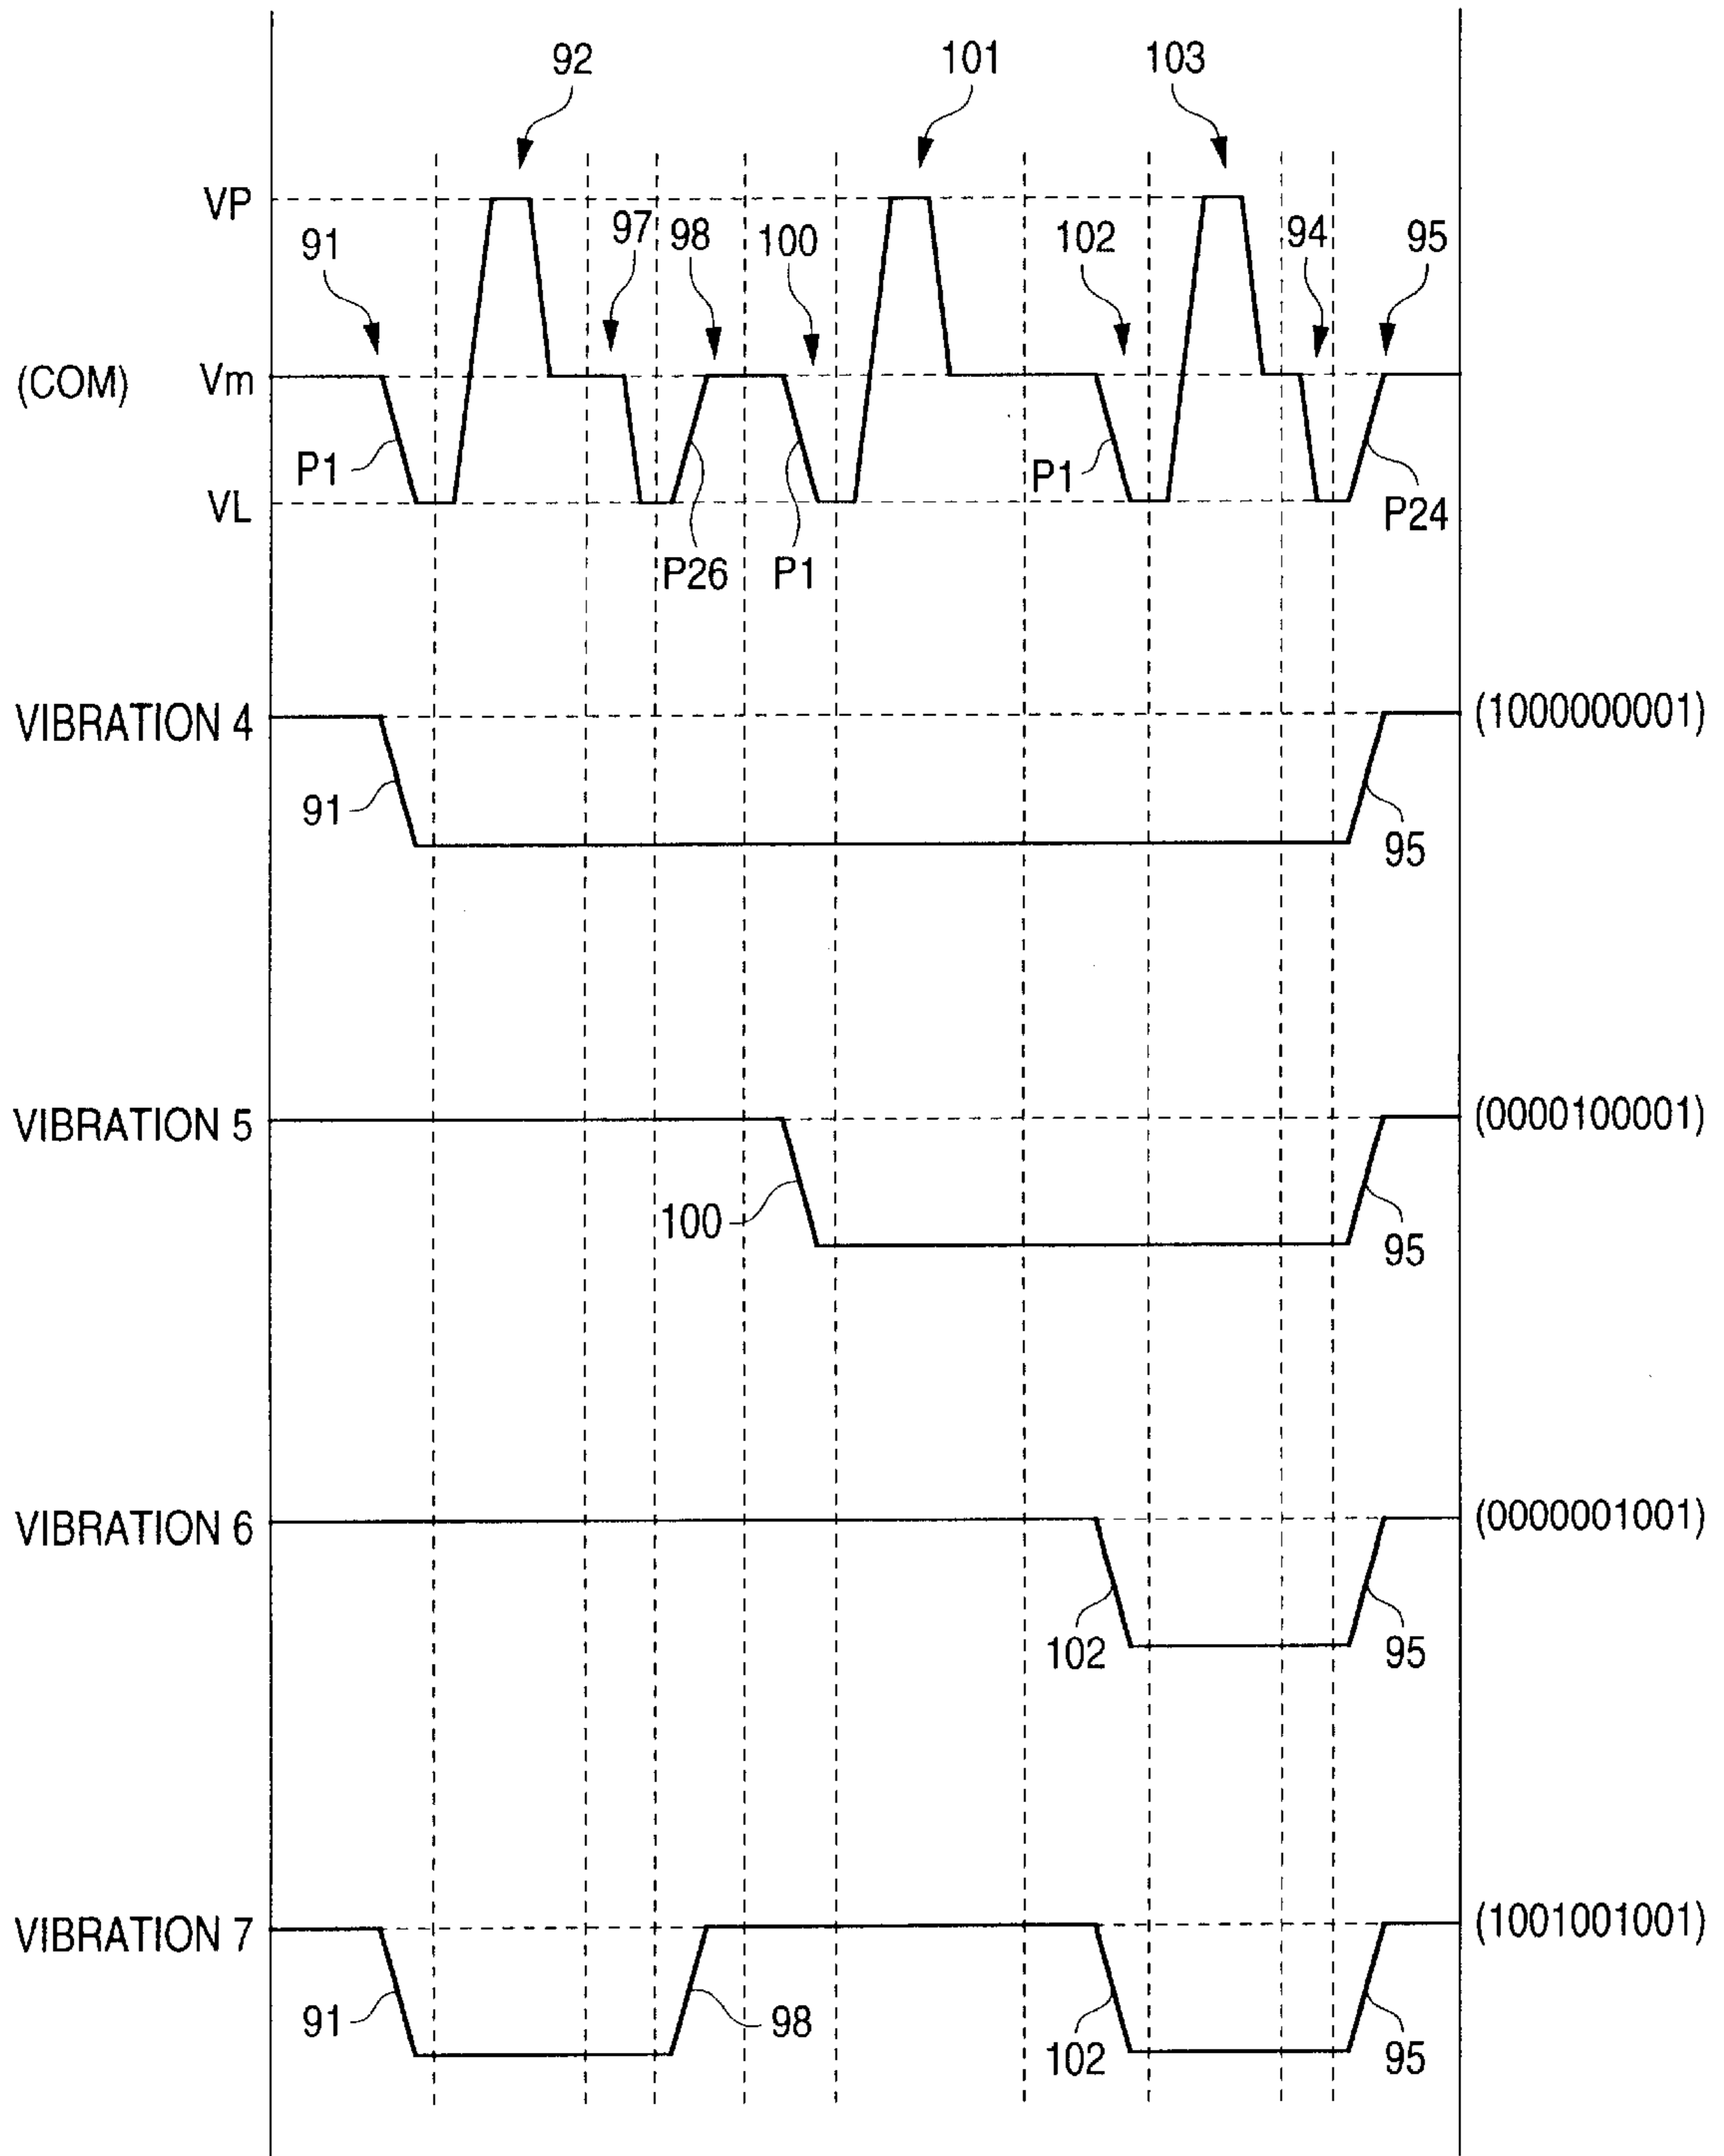 92 101 103
VP
91 97 98 100 102 94 95
(COM) Vm
P1 P1
VL P24
P26 P1
VIBRATION 4 (1000000001)
91 95
VIBRATION 5 (0000100001)
100 95
VIBRATION 6 (0000001001)
102 95
VIBRATION 7 (1001001001)
91 98 102 95